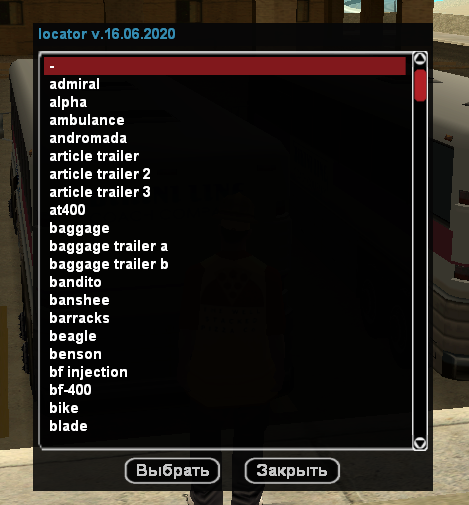 locator v.16.06.2020
-
admiral
alpha
ambulance
andromada
article trailer
article trailer 2
article trailer 3
at400
baggage
baggage trailer a
baggage trailer b
bandito
banshee
barracks
beagle
benson
bf injection
bf-400
bike
blade
Выбрать Закрыть